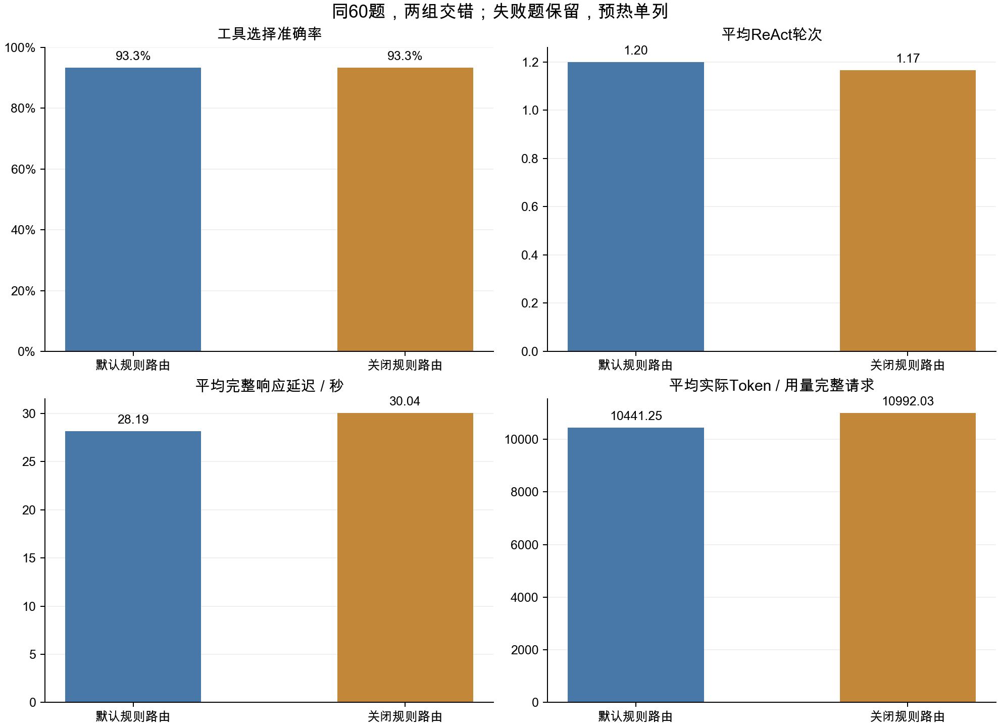 同60题，两组交错；失败题保留，预热单列
工具选择准确率
100%
80%
60%
40%
20%
0%
93.3%
93.3%
默认规则路由
关闭规则路由
平均ReAct轮次
1.2
1.0
0.8
0.6
0.4
0.2
0.0
1.20
1.17
默认规则路由
关闭规则路由
平均完整响应延迟 / 秒
30
25
20
15
10
5
0
28.19
30.04
默认规则路由
关闭规则路由
平均实际Token / 用量完整请求
10000
8000
6000
4000
2000
0
10441.25
10992.03
默认规则路由
关闭规则路由